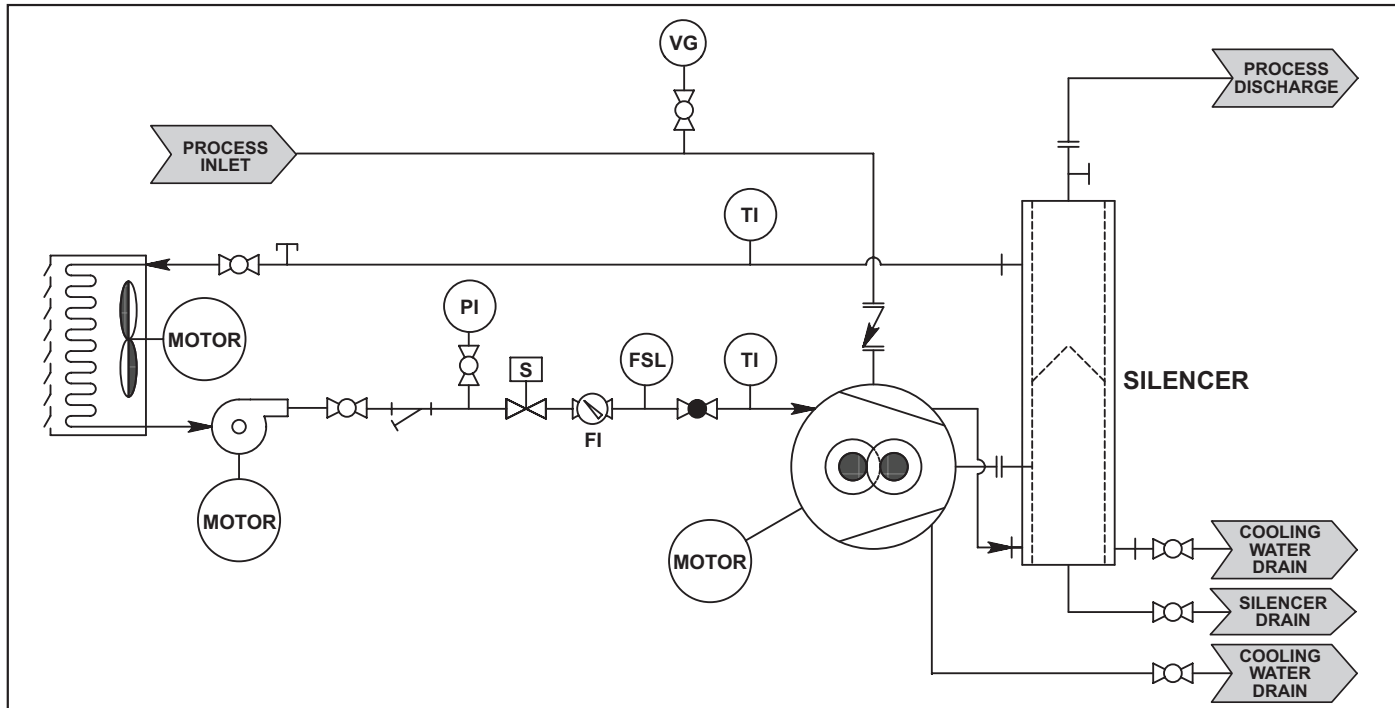 VG
PROCESS
DISCHARGE
PROCESS
INLET
TI
MOTOR
PI
S
FSL
TI
FI
SILENCER
MOTOR
MOTOR
COOLING
WATER
DRAIN
SILENCER
DRAIN
COOLING
WATER
DRAIN